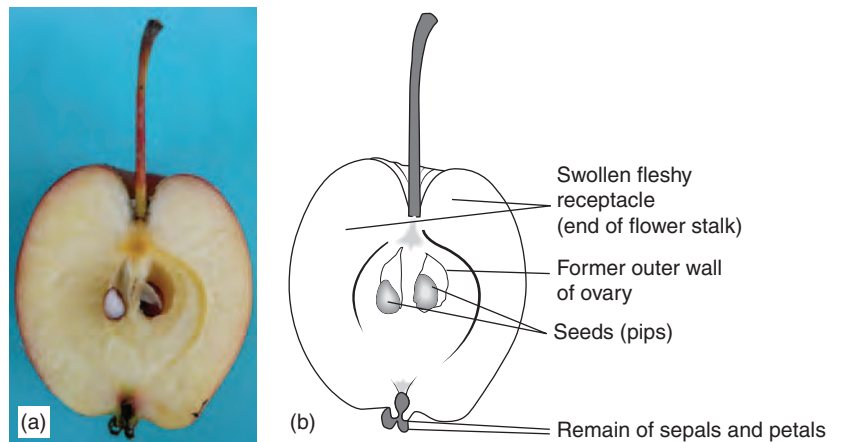 Swollen fleshy
receptacle
(end of flower stalk)
Former outer wall
of ovary
Seeds (pips)
Remain of sepals and petals
(a)
(b)